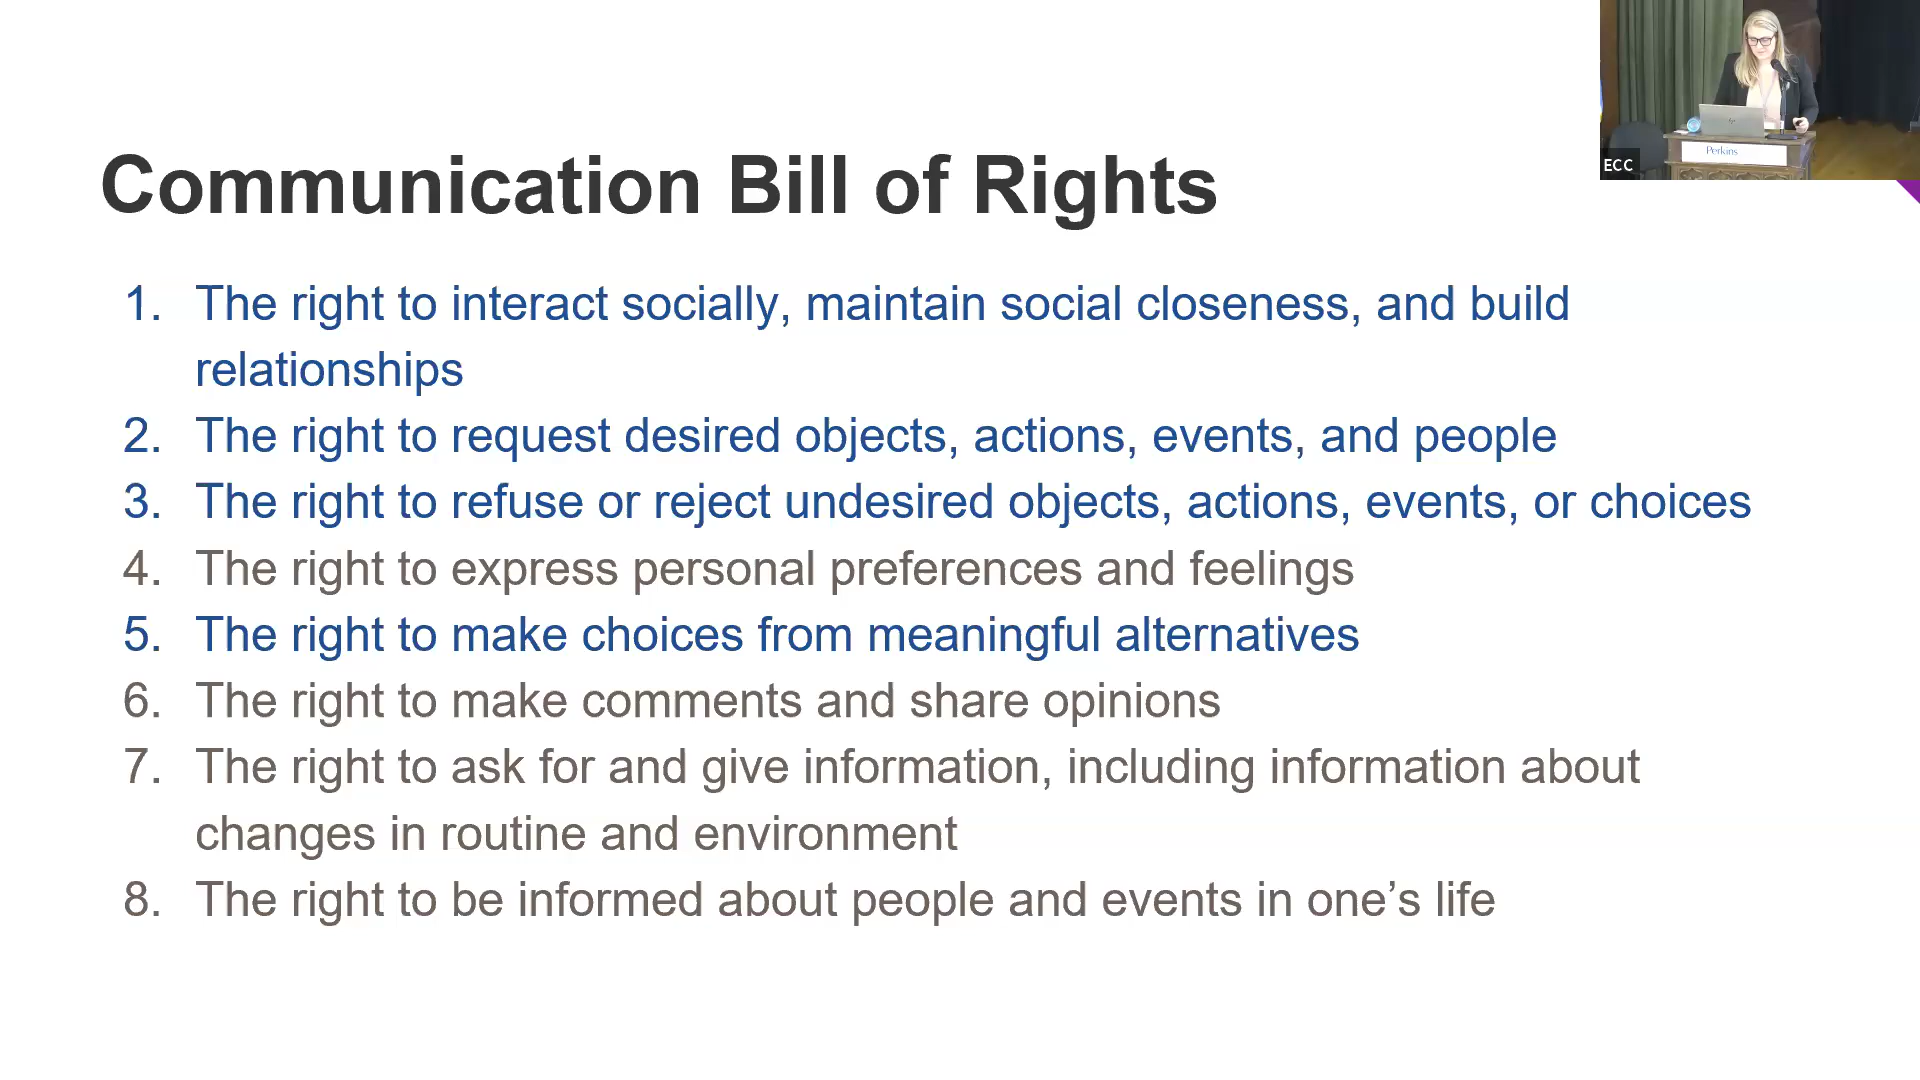 Communication Bill of Rights
1. The right to interact socially, maintain social closeness, and build
relationships
2. The right to request desired objects, actions, events, and people
3. The right to refuse or reject undesired objects, actions, events, or choices
4. The right to express personal preferences and feelings
5. The right to make choices from meaningful alternatives
6. The right to make comments and share opinions
7. The right to ask for and give information, including information about
changes in routine and environment
8. The right to be informed about people and events in one’s life
Perkins
ECC